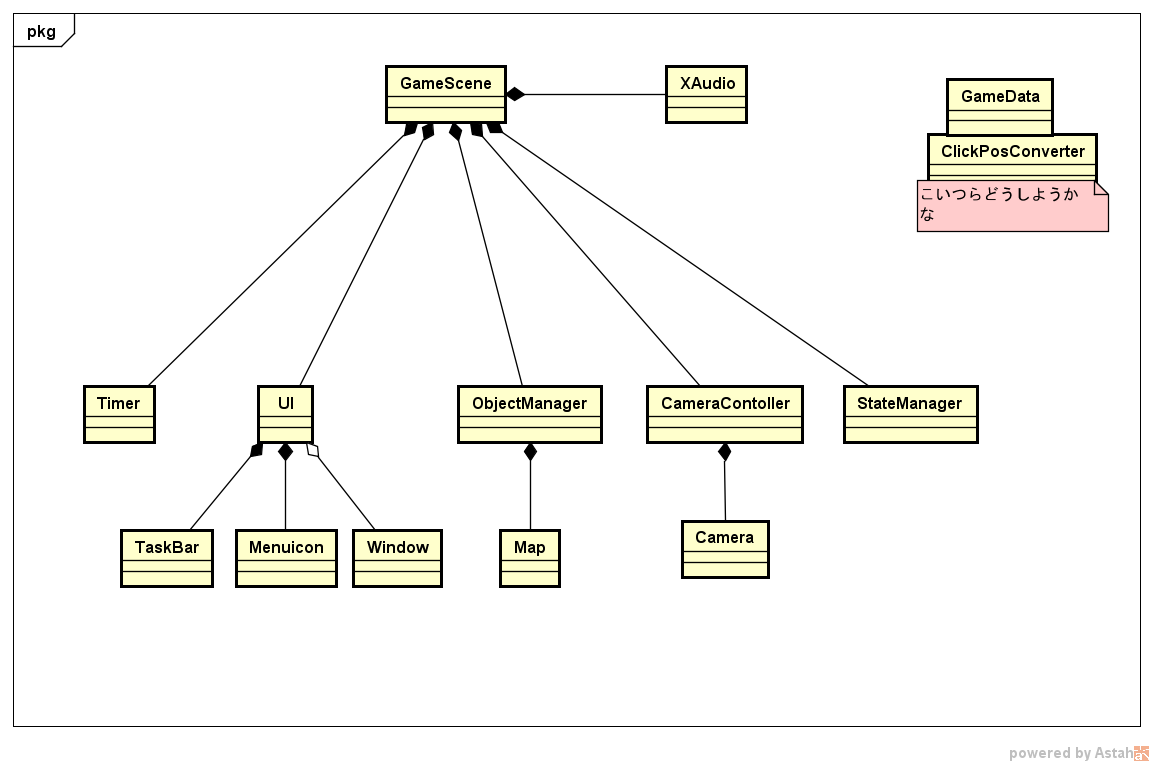 pkg
GameScene
XAudio
GameData
ClickPosConverter
こいつらどうしようか
な
Timer
UI
ObjectManager
CameraContoller
StateManager
TaskBar
Menuicon
Window
Map
Camera
powered by Astah